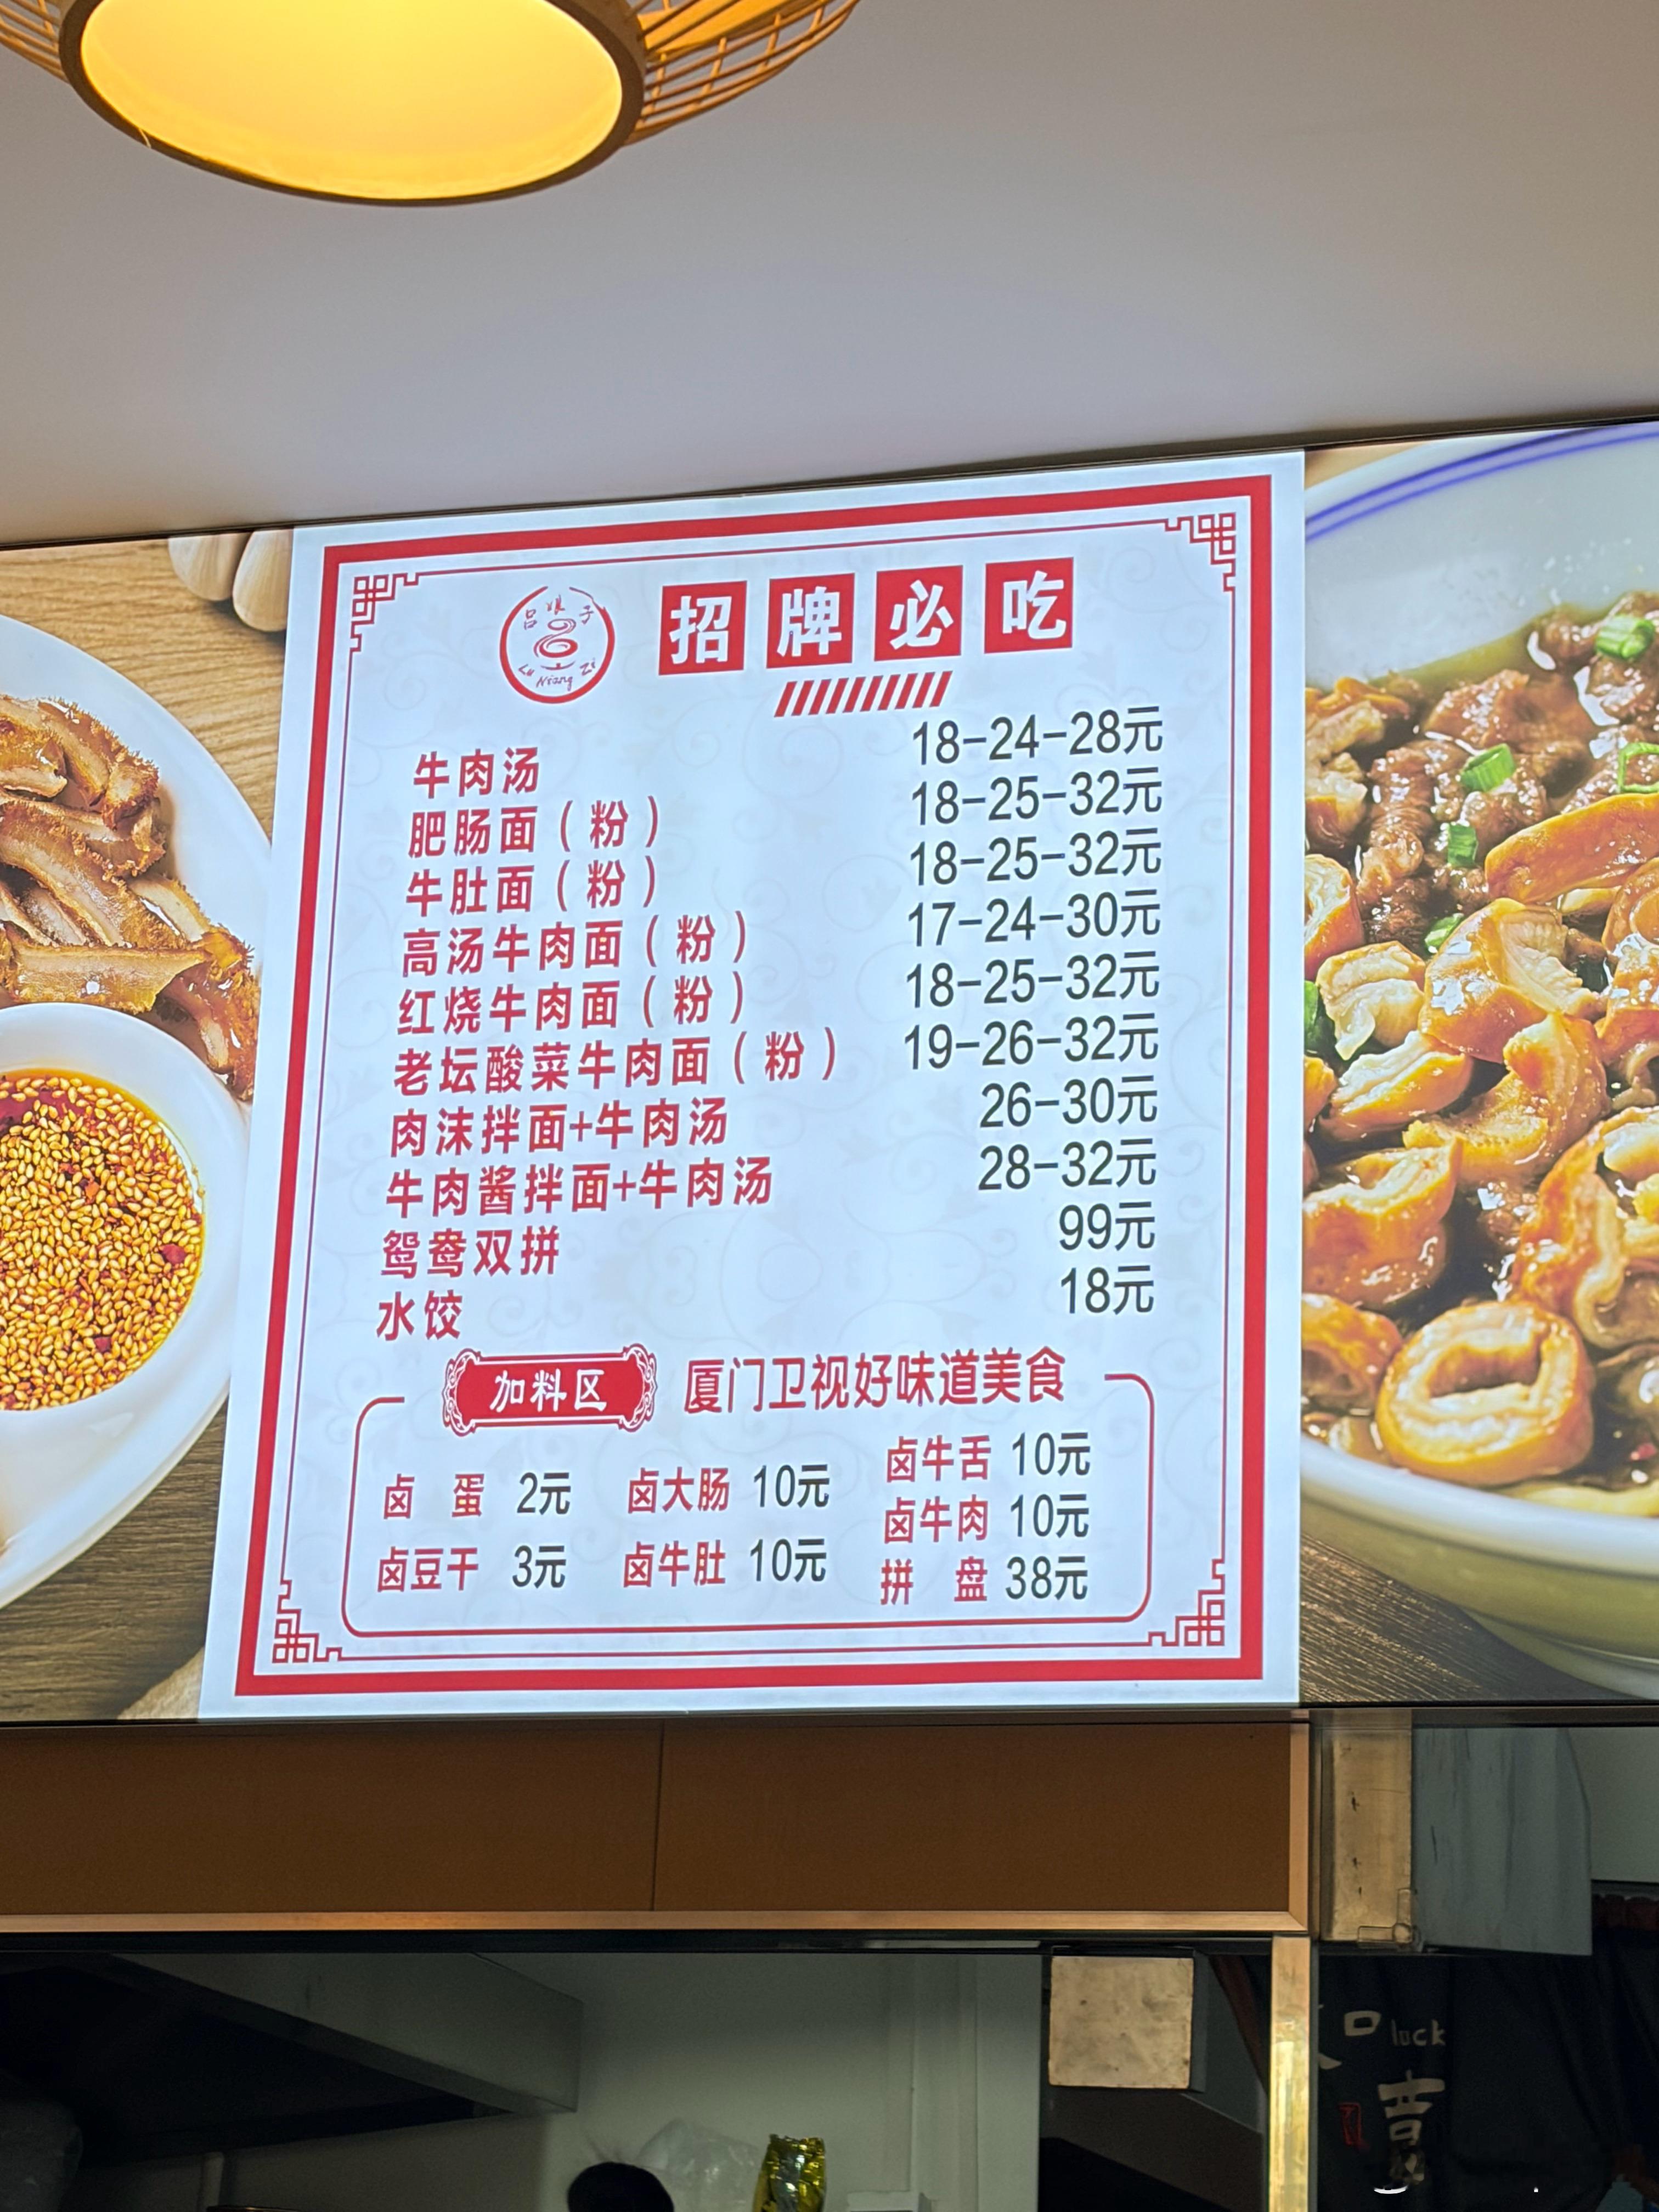 吕娘子
Lü Niang Zi
招牌必吃
牛肉汤 18-24-28元
肥肠面（粉） 18-25-32元
牛肚面（粉） 18-25-32元
高汤牛肉面（粉） 17-24-30元
红烧牛肉面（粉） 18-25-32元
老坛酸菜牛肉面（粉） 19-26-32元
肉沫拌面+牛肉汤 26-30元
牛肉酱拌面+牛肉汤 28-32元
鸳鸯双拼 99元
水饺 18元
加料区 厦门卫视好味道美食
卤蛋 2元 卤大肠 10元 卤牛舌 10元
卤牛肉 10元
卤豆干 3元 卤牛肚 10元 拼盘 38元
luck